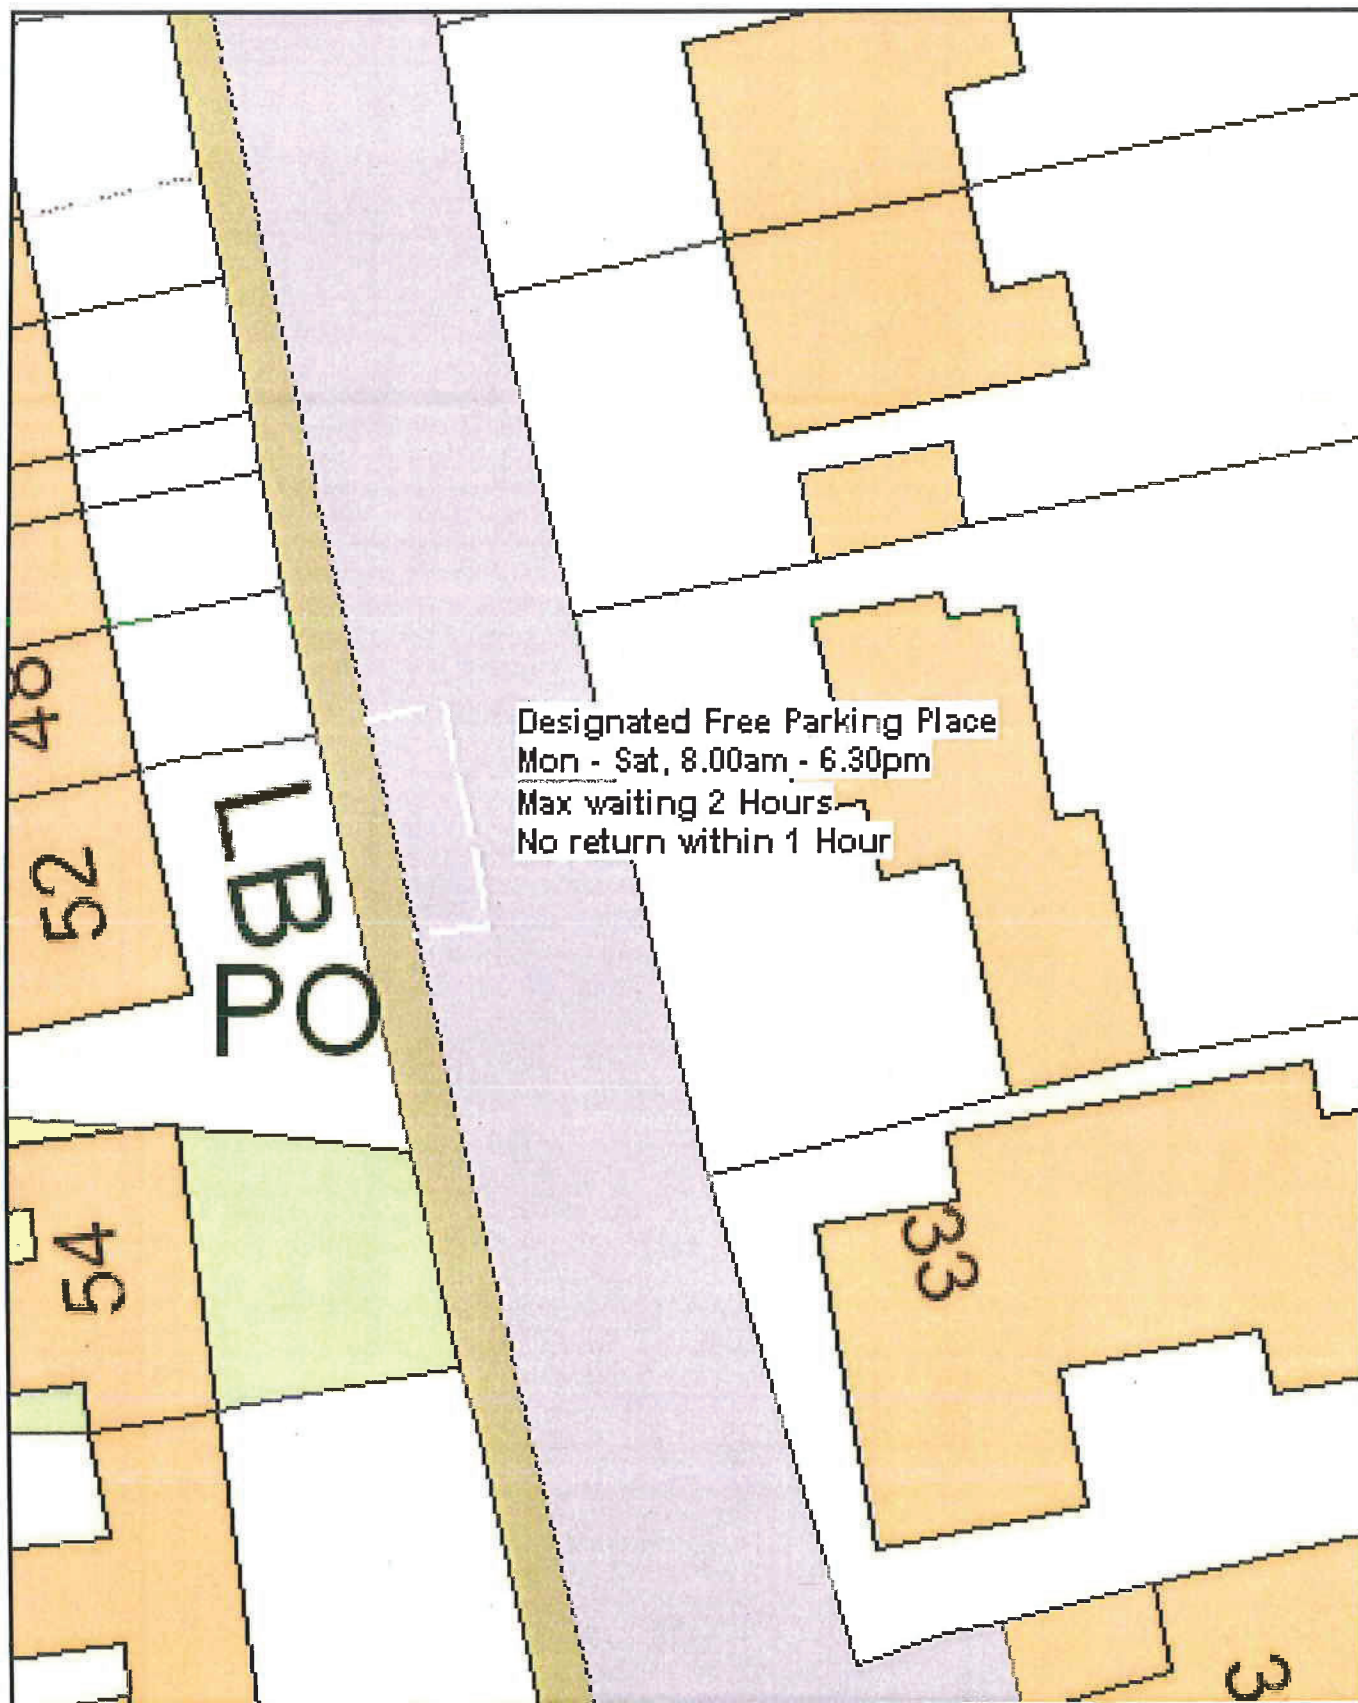 Designated Free Parking Place
Mon - Sat, 8.00am - 6.30pm
Max waiting 2 Hours
No return within 1 Hour
48
LB
52
PO
54
33
3